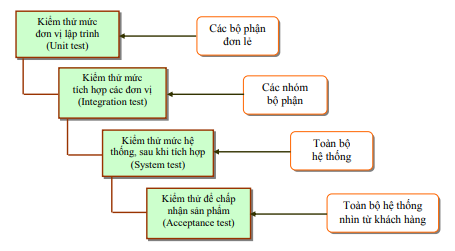 Kiểm thử mức
đơn vị lập trình
(Unit test)
Các bộ phận
đơn lẻ
Kiểm thử mức
tích hợp các đơn vị
(Integration test)
Các nhóm
bộ phận
Kiểm thử mức hệ
thống, sau khi tích hợp
(System test)
Toàn bộ
hệ thống
Kiểm thử để chấp
nhận sản phẩm
(Acceptance test)
Toàn bộ hệ thống
nhìn từ khách hàng